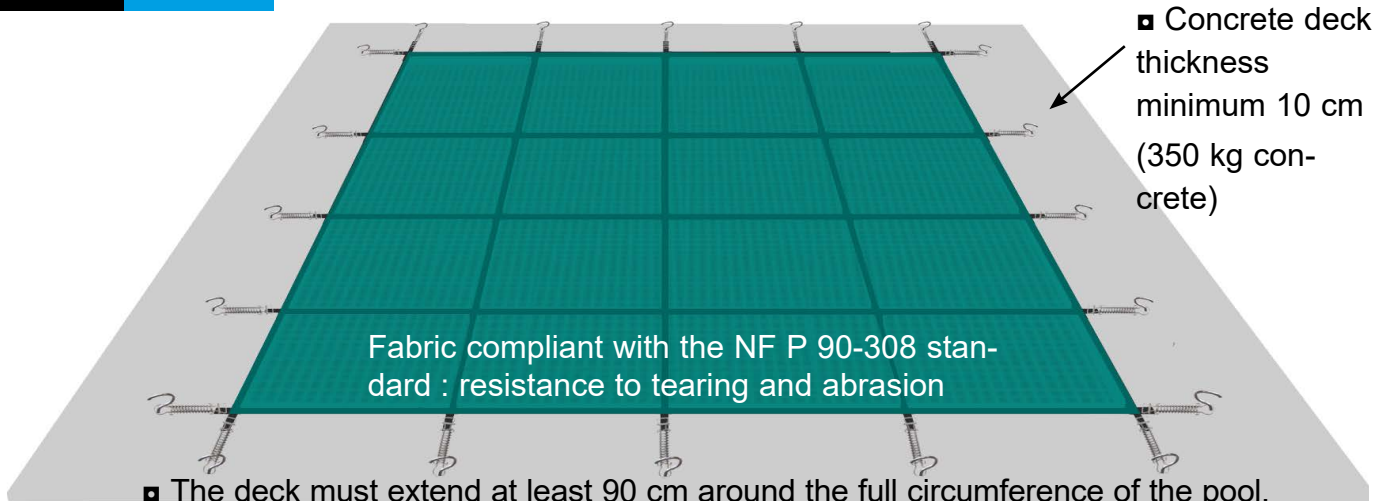 ◘ Concrete deck
thickness
minimum 10 cm
(350 kg con-
crete)
Fabric compliant with the NF P 90-308 stan-
dard : resistance to tearing and abrasion
◘ The deck must extend at least 90 cm around the full circumference of the pool.